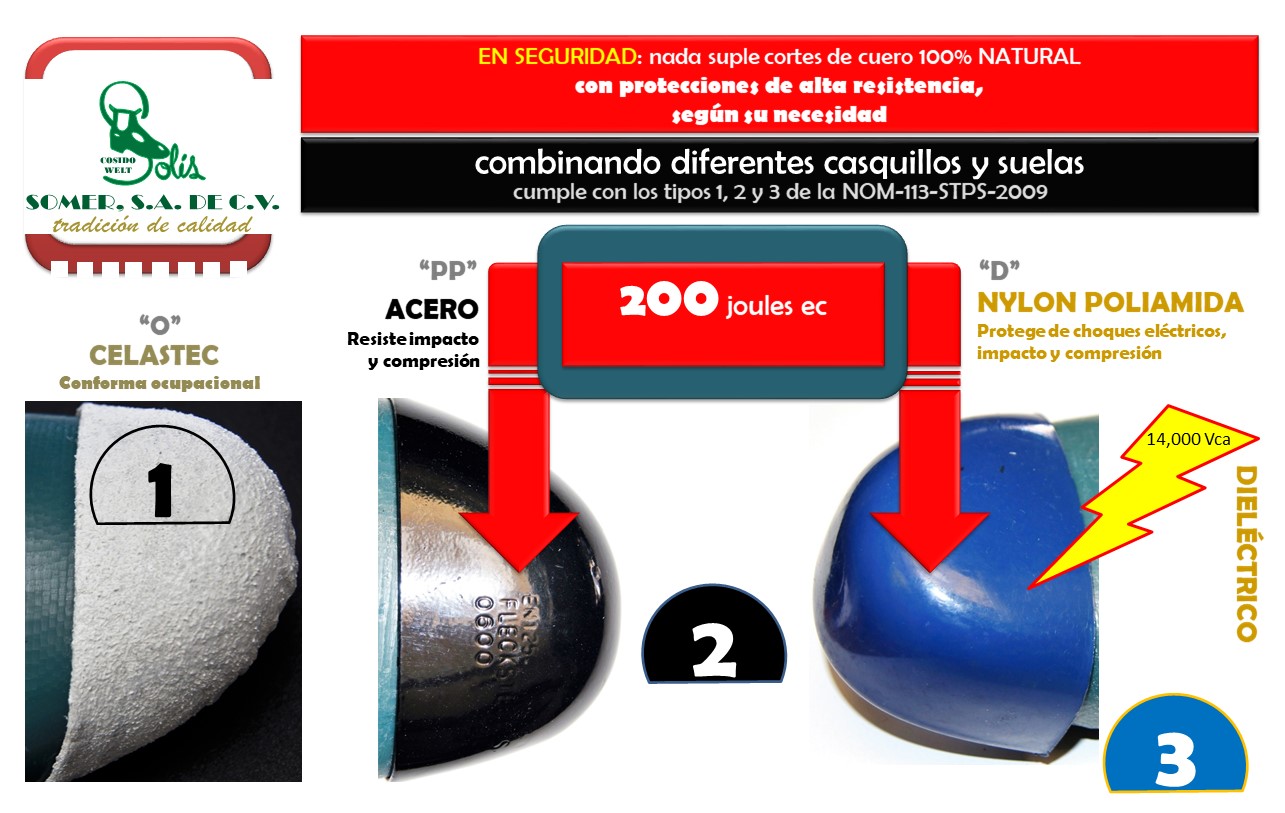 COSIDO
WELT
Solís
SOMER, S.A. DE C.V.
tradición de calidad
EN SEGURIDAD: nada suple cortes de cuero 100% NATURAL
con protecciones de alta resistencia,
según su necesidad
combinando diferentes casquillos y suelas
cumple con los tipos 1, 2 y 3 de la NOM-113-STPS-2009
"O"
CELASTEC
Conforma ocupacional
1
"PP"
ACERO
Resiste impacto
y compresión
200 joules ec
"D"
NYLON POLIAMIDA
Protege de choques eléctricos,
impacto y compresión
0600
2
14,000 Vca
DIELÉCTRICO
3